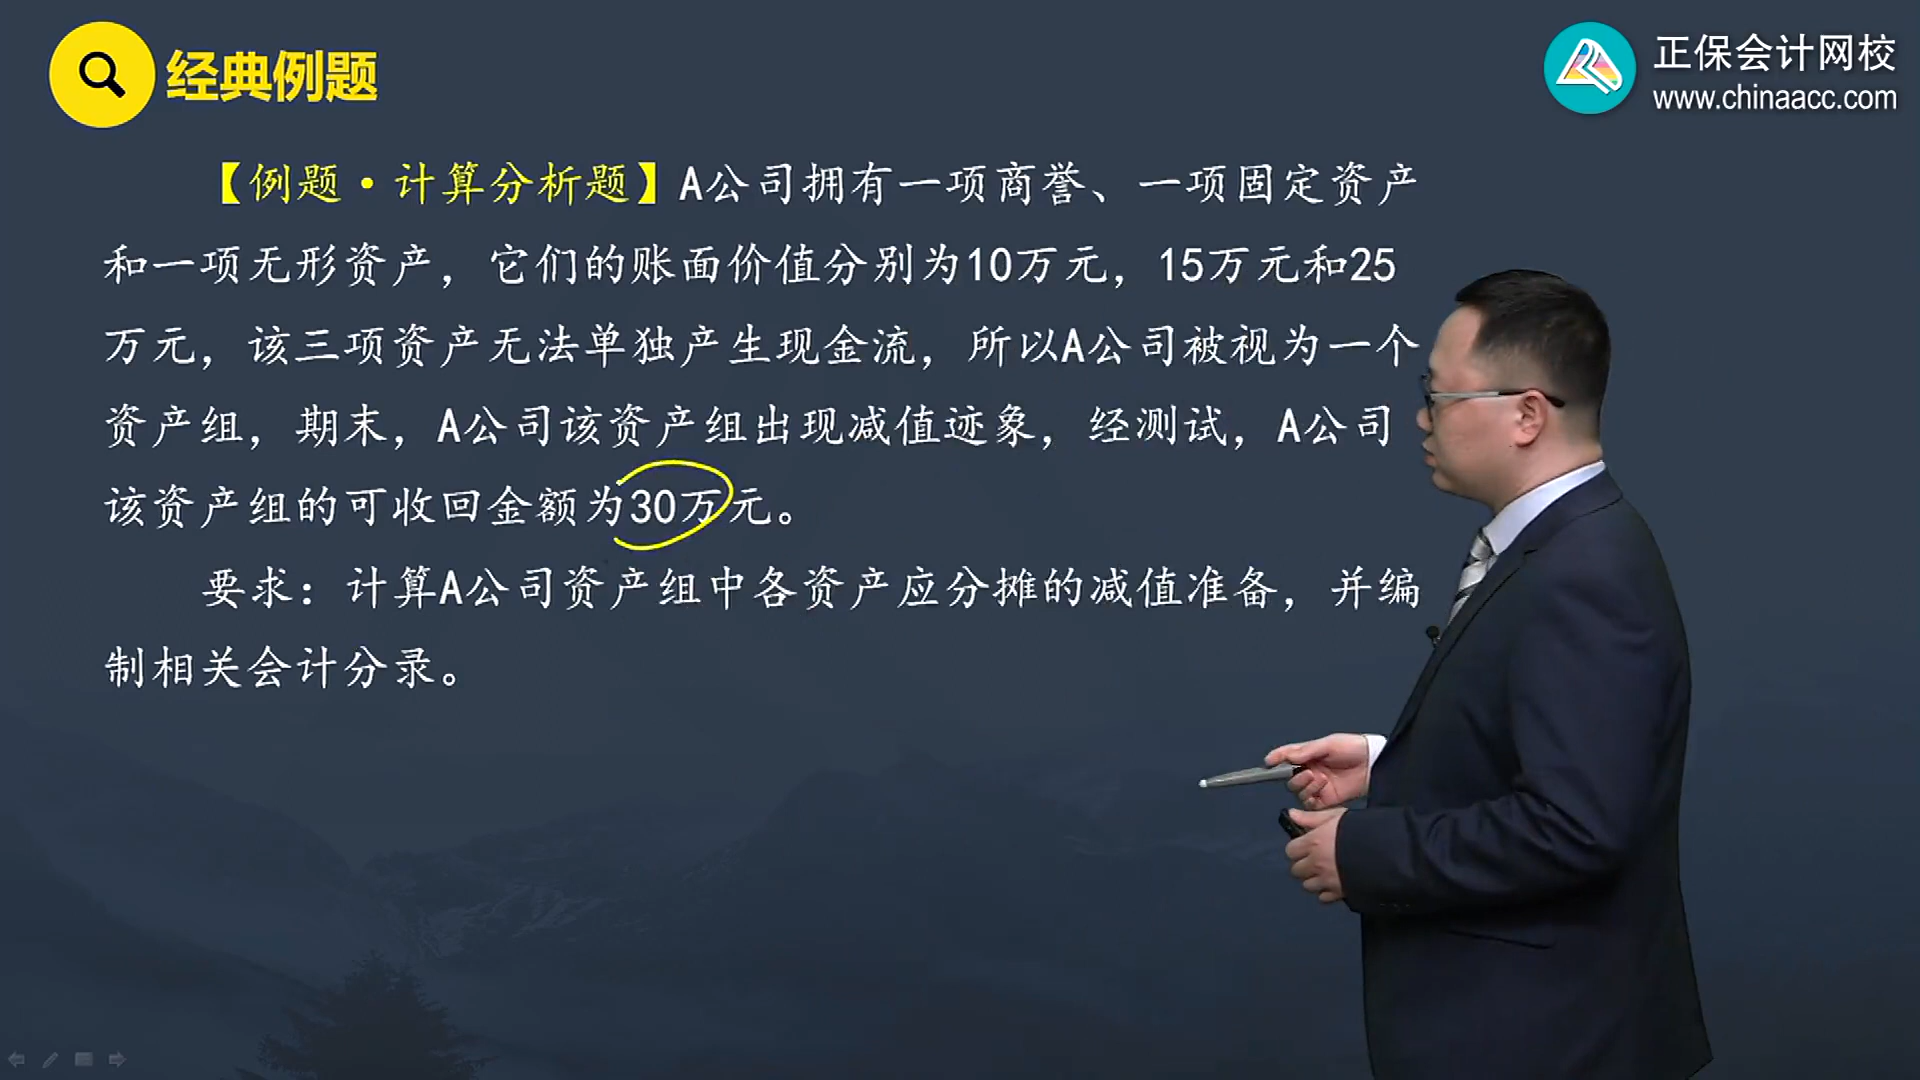 经典例题
正保会计网校
www.chinaacc.com
【例题·计算分析题】A公司拥有一项商誉、一项固定资产
和一项无形资产，它们的账面价值分别为10万元，15万元和25
万元，该三项资产无法单独产生现金流，所以A公司被视为一个
资产组，期末，A公司该资产组出现减值迹象，经测试，A公司
该资产组的可收回金额为30万元。
要求：计算A公司资产组中各资产应分摊的减值准备，并编
制相关会计分录。